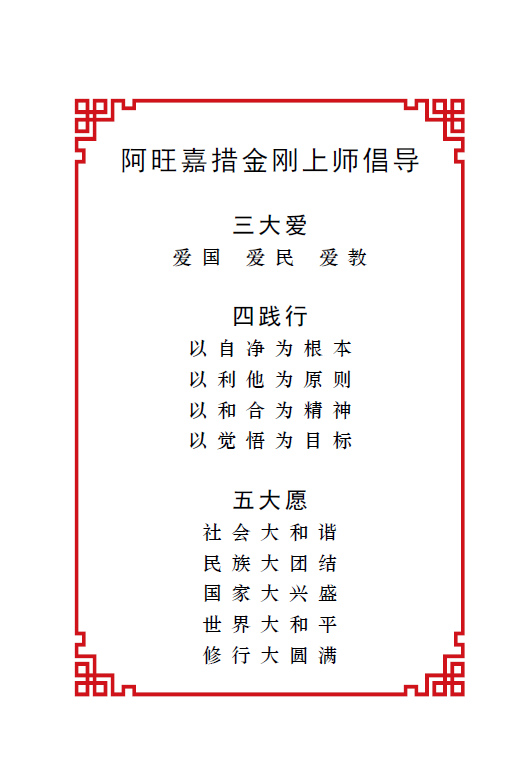 阿旺嘉措金刚上师倡导
三大爱
爱国 爱民 爱教
四践行
以自净为根本
以利他为原则
以和合为精神
以觉悟为目标
五大愿
社会大和谐
民族大团结
国家大兴盛
世界大和平
修行大圆满